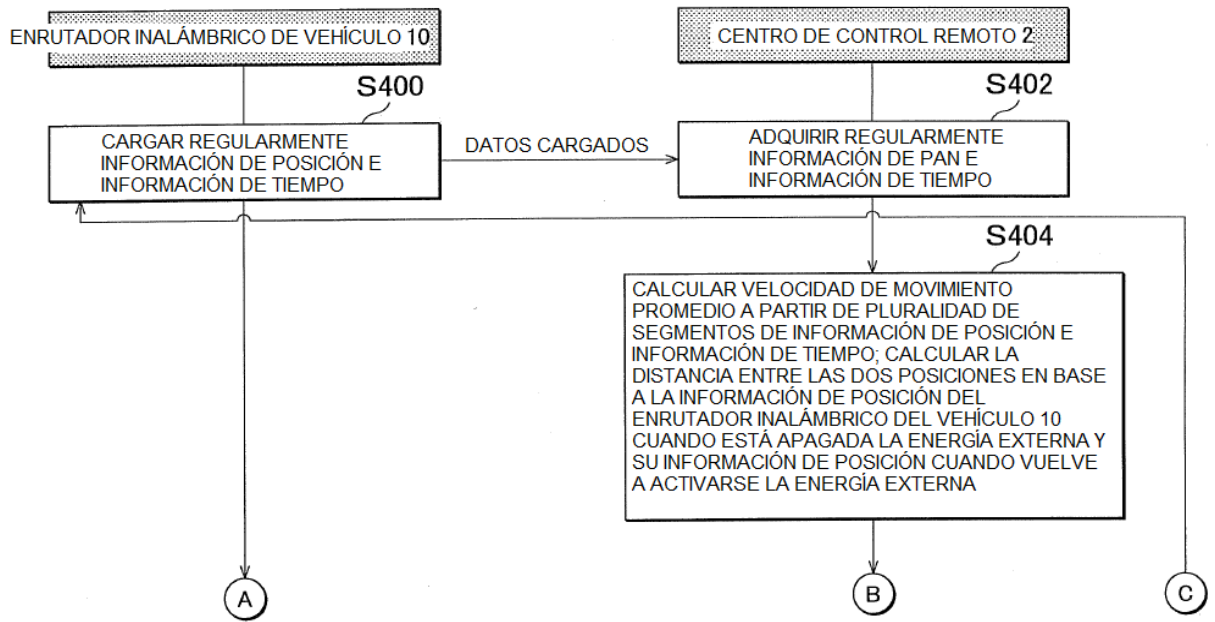 ENRUTADOR INALÁMBRICO DE VEHÍCULO 10
CENTRO DE CONTROL REMOTO 2
S400
S402
CARGAR REGULARMENTE
INFORMACIÓN DE POSICIÓN E
INFORMACIÓN DE TIEMPO
DATOS CARGADOS
ADQUIRIR REGULARMENTE
INFORMACIÓN DE PAN E
INFORMACIÓN DE TIEMPO
S404
CALCULAR VELOCIDAD DE MOVIMIENTO
PROMEDIO A PARTIR DE PLURALIDAD DE
SEGMENTOS DE INFORMACIÓN DE POSICIÓN E
INFORMACIÓN DE TIEMPO; CALCULAR LA
DISTANCIA ENTRE LAS DOS POSICIONES EN BASE
A LA INFORMACIÓN DE POSICIÓN DEL
ENRUTADOR INALÁMBRICO DEL VEHÍCULO 10
CUANDO ESTÁ APAGADA LA ENERGÍA EXTERNA Y
SU INFORMACIÓN DE POSICIÓN CUANDO VUELVE
A ACTIVARSE LA ENERGÍA EXTERNA
A
B
C